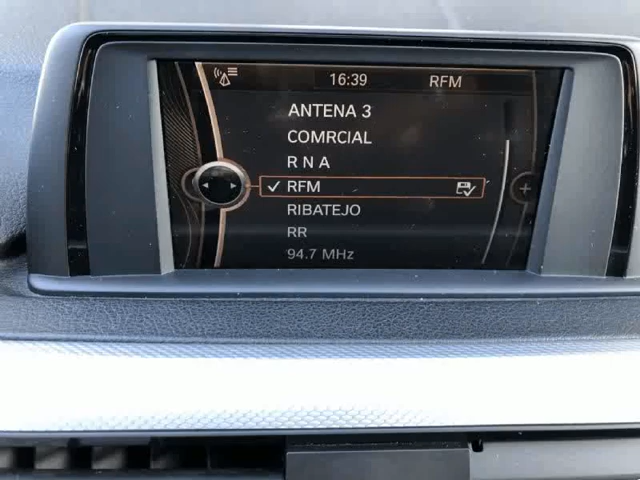 16:39 RFM
ANTENA 3
COMRCIAL
R N A
RFM
RIBATEJO
RR
94.7 MHz